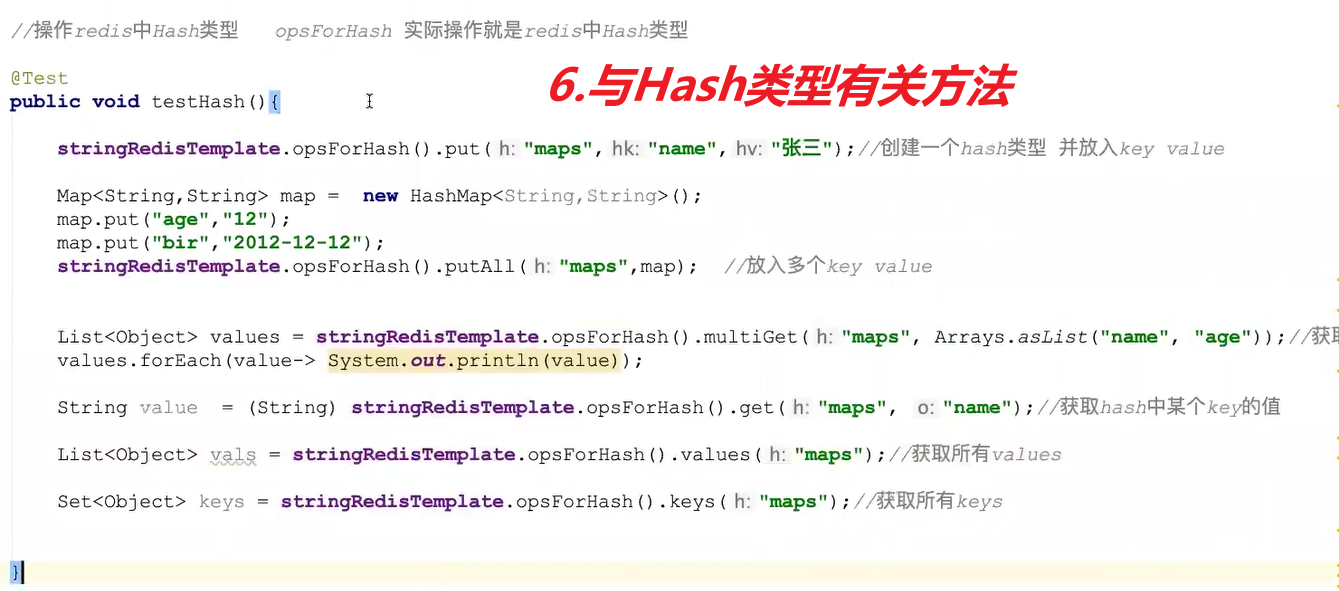 //操作redis中Hash类型   opsForHash 实际操作就是redis中Hash类型
@Test
6.与Hash类型有关方法
public void testHash(){
stringRedisTemplate.opsForHash().put( h: "maps", hk: "name", hv: "张三");//创建一个hash类型 并放入key value
Map<String,String> map =  new HashMap<String,String>();
map.put("age","12");
map.put("bir","2012-12-12");
stringRedisTemplate.opsForHash().putAll( h: "maps",map);  //放入多个key value
List<Object> values = stringRedisTemplate.opsForHash().multiGet( h: "maps", Arrays.asList("name", "age"));//获取
values.forEach(value-> System.out.println(value));
String value  = (String) stringRedisTemplate.opsForHash().get( h: "maps", o: "name");//获取hash中某个key的值
List<Object> vals = stringRedisTemplate.opsForHash().values( h: "maps");//获取所有values
Set<Object> keys = stringRedisTemplate.opsForHash().keys( h: "maps");//获取所有keys
}